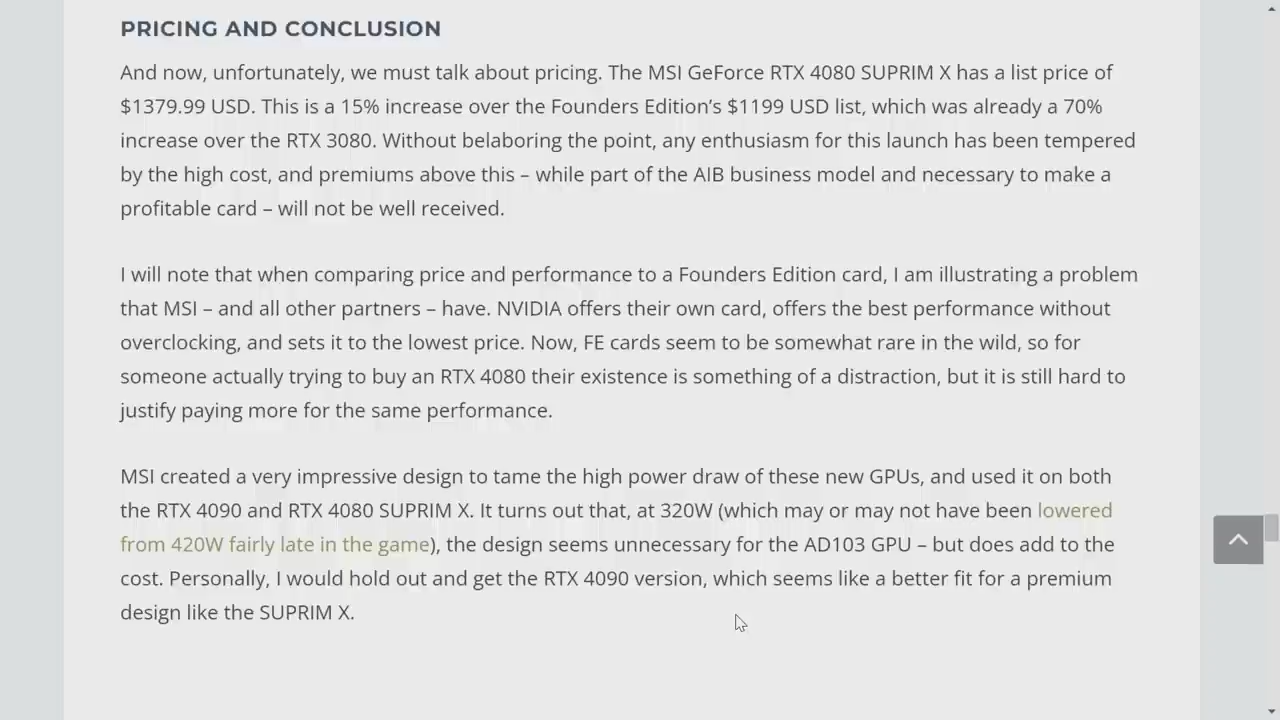 PRICING AND CONCLUSION
And now, unfortunately, we must talk about pricing. The MSI GeForce RTX 4080 SUPRIM X has a list price of
$1379.99 USD. This is a 15% increase over the Founders Edition’s $1199 USD list, which was already a 70%
increase over the RTX 3080. Without belaboring the point, any enthusiasm for this launch has been tempered
by the high cost, and premiums above this – while part of the AIB business model and necessary to make a
profitable card – will not be well received.
I will note that when comparing price and performance to a Founders Edition card, I am illustrating a problem
that MSI – and all other partners – have. NVIDIA offers their own card, offers the best performance without
overclocking, and sets it to the lowest price. Now, FE cards seem to be somewhat rare in the wild, so for
someone actually trying to buy an RTX 4080 their existence is something of a distraction, but it is still hard to
justify paying more for the same performance.
MSI created a very impressive design to tame the high power draw of these new GPUs, and used it on both
the RTX 4090 and RTX 4080 SUPRIM X. It turns out that, at 320W (which may or may not have been lowered
from 420W fairly late in the game), the design seems unnecessary for the AD103 GPU – but does add to the
cost. Personally, I would hold out and get the RTX 4090 version, which seems like a better fit for a premium
design like the SUPRIM X.